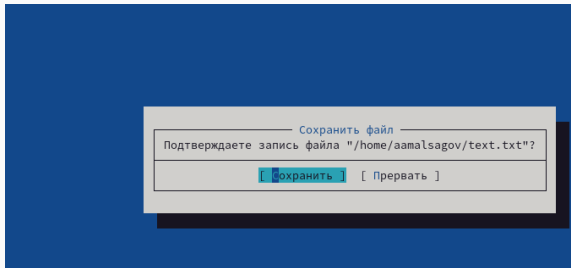 Сохранить файл
Подтверждаете запись файла "/home/aamalsagov/text.txt"?
[ Сохранить ] [ Прервать ]